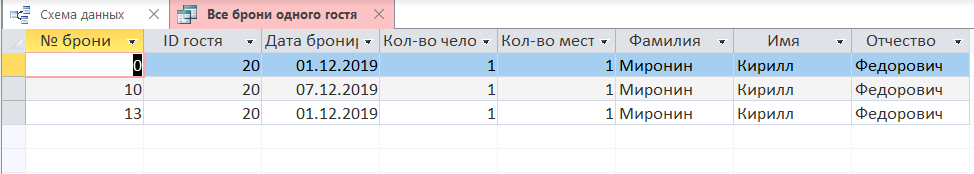 Схема данных Все брони одного гостя
№ брони ID гостя Дата бронир Кол-во чело Кол-во мест Фамилия Имя Отчество
0 20 01.12.2019 1 1 Миронин Кирилл Федорович
10 20 07.12.2019 1 1 Миронин Кирилл Федорович
13 20 01.12.2019 1 1 Миронин Кирилл Федорович